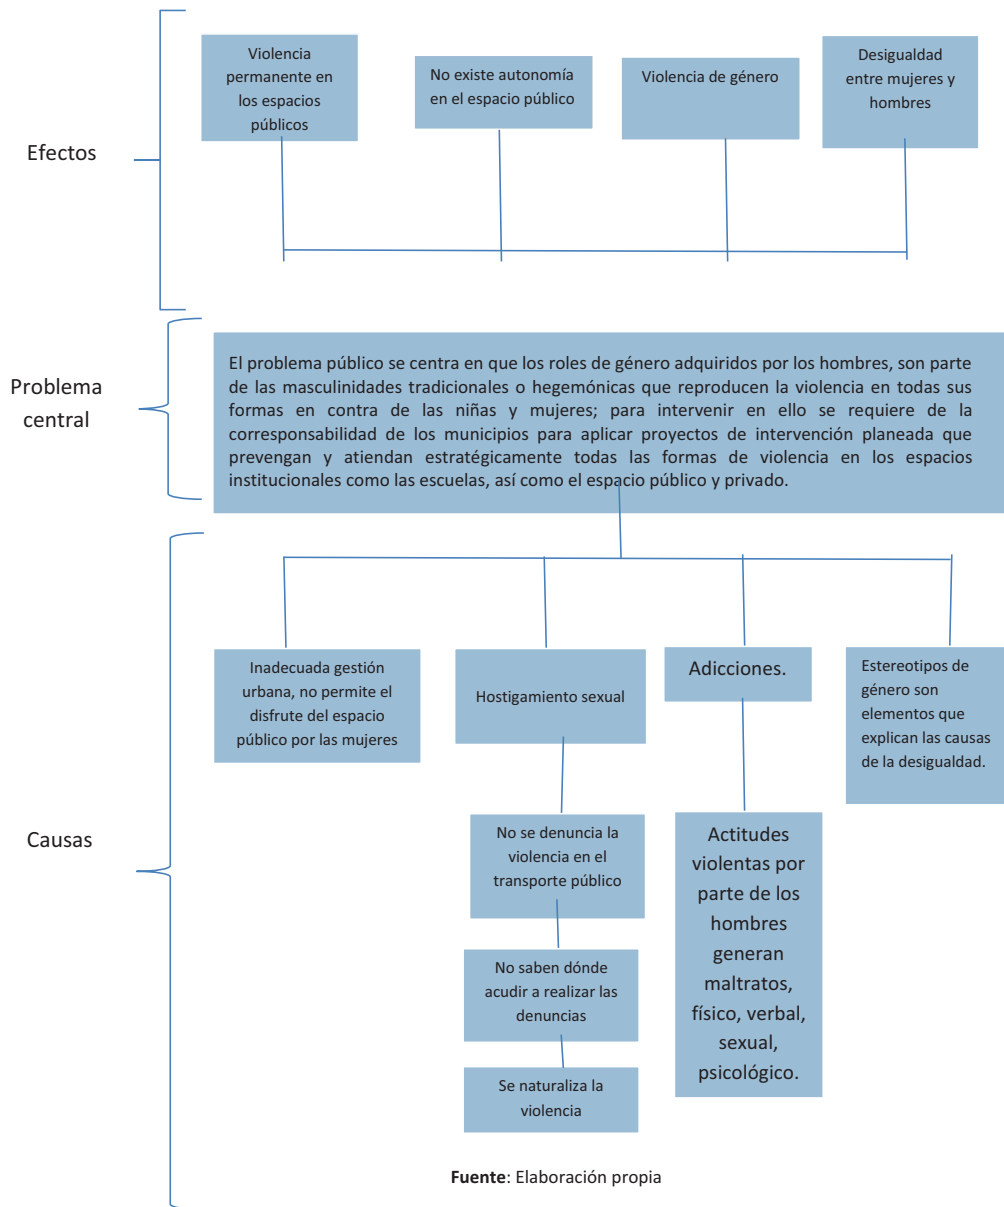 Efectos
Violencia
permanente en
los espacios
públicos
No existe autonomía
en el espacio público
Violencia de género
Desigualdad
entre mujeres y
hombres
Problema
central
El problema público se centra en que los roles de género adquiridos por los hombres, son parte
de las masculinidades tradicionales o hegemónicas que reproducen la violencia en todas sus
formas en contra de las niñas y mujeres; para intervenir en ello se requiere de la
corresponsabilidad de los municipios para aplicar proyectos de intervención planeada que
prevengan y atiendan estratégicamente todas las formas de violencia en los espacios
institucionales como las escuelas, así como el espacio público y privado.
Causas
Inadecuada gestión
urbana, no permite el
disfrute del espacio
público por las mujeres
Hostigamiento sexual
Adicciones.
Estereotipos de
género son
elementos que
explican las causas
de la desigualdad.
No se denuncia la
violencia en el
transporte público
No saben dónde
acudir a realizar las
denuncias
Se naturaliza la
violencia
Actitudes
violentas por
parte de los
hombres
generan
maltratos,
físico, verbal,
sexual,
psicológico.
Fuente: Elaboración propia